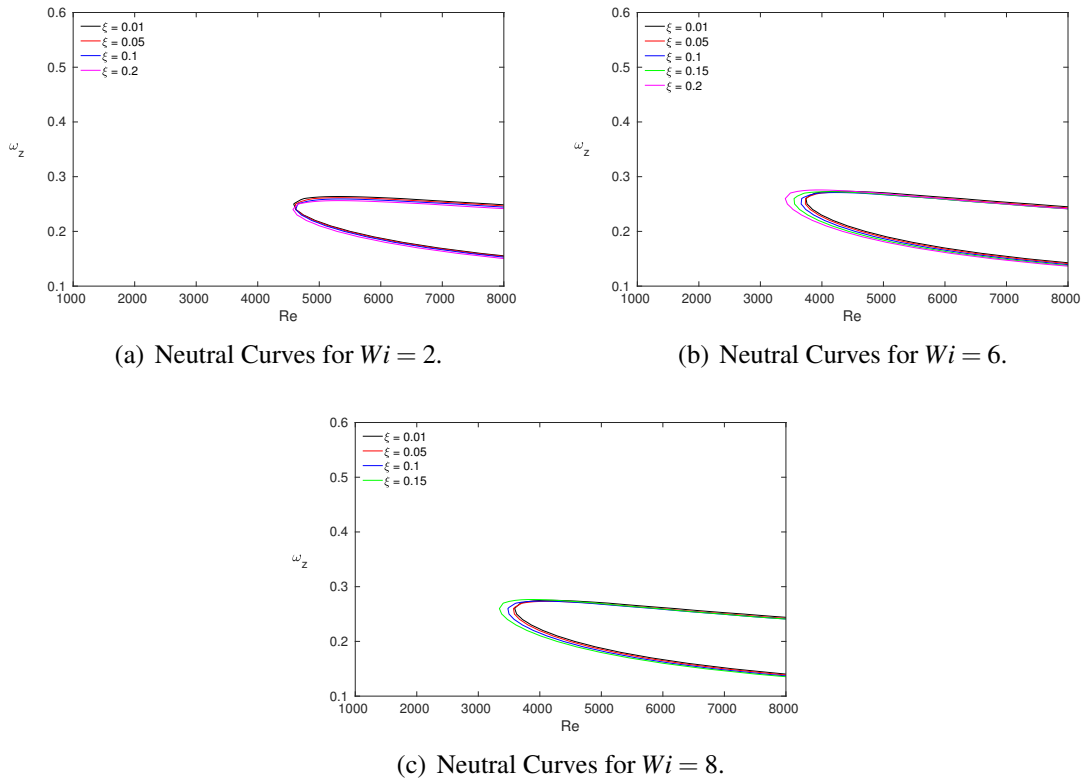 0.6
0.5
0.4
0.3
0.2
0.1
ω_z
ξ = 0.01
ξ = 0.05
ξ = 0.1
ξ = 0.2
1000 2000 3000 4000 5000 6000 7000 8000
Re
(a) Neutral Curves for Wi = 2.
0.6
0.5
0.4
0.3
0.2
0.1
ω_z
ξ = 0.01
ξ = 0.05
ξ = 0.1
ξ = 0.15
ξ = 0.2
1000 2000 3000 4000 5000 6000 7000 8000
Re
(b) Neutral Curves for Wi = 6.
0.6
0.5
0.4
0.3
0.2
0.1
ω_z
ξ = 0.01
ξ = 0.05
ξ = 0.1
ξ = 0.15
1000 2000 3000 4000 5000 6000 7000 8000
Re
(c) Neutral Curves for Wi = 8.